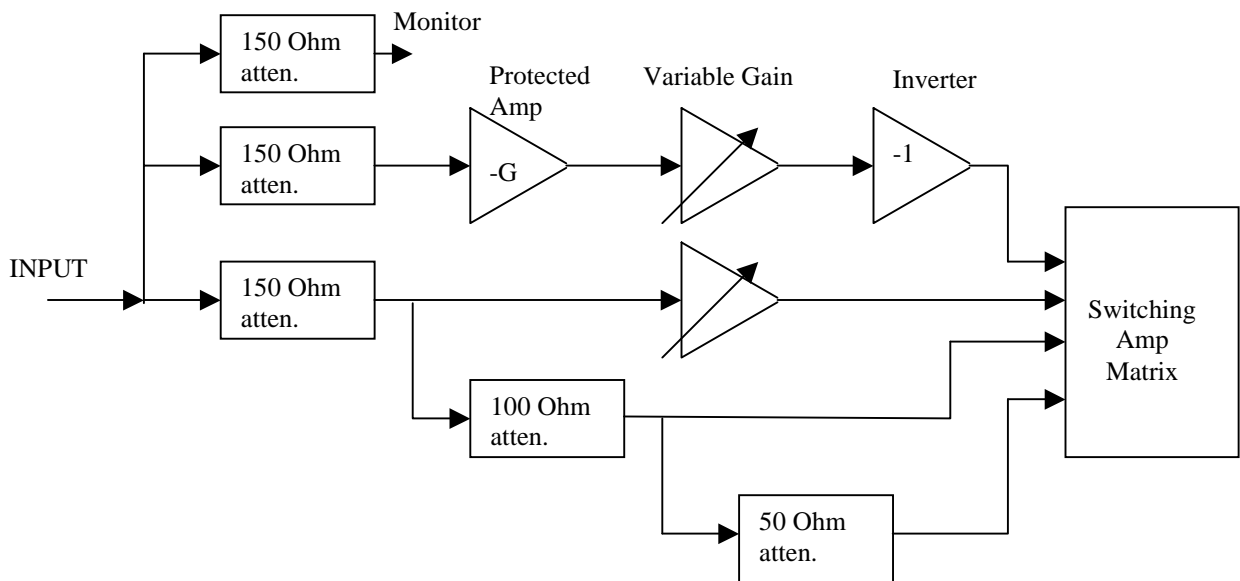 Monitor
150 Ohm
atten.
Protected
Amp
Variable Gain
Inverter
150 Ohm
atten.
-G
-1
INPUT
150 Ohm
atten.
Switching
Amp
Matrix
100 Ohm
atten.
50 Ohm
atten.